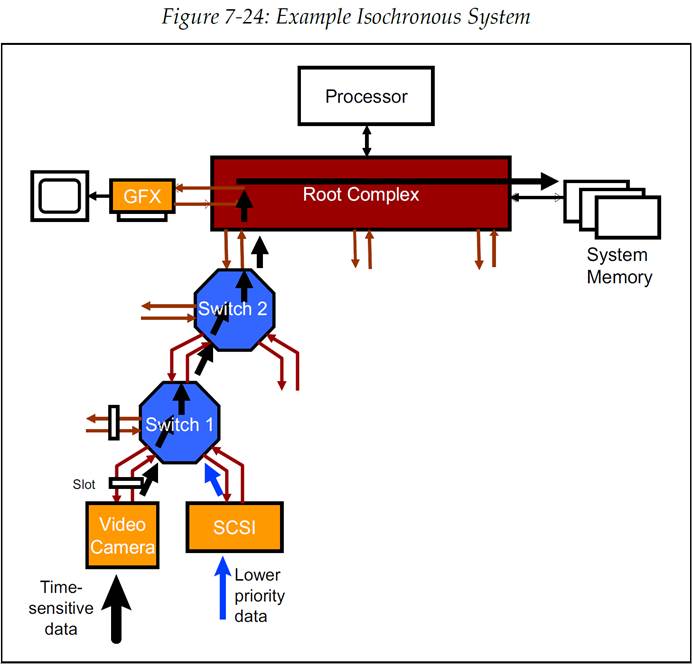 Figure 7-24: Example Isochronous System
Processor
GFX
Root Complex
System
Memory
Switch 2
Switch 1
Slot
Video
Camera
SCSI
Time-
sensitive
data
Lower
priority
data